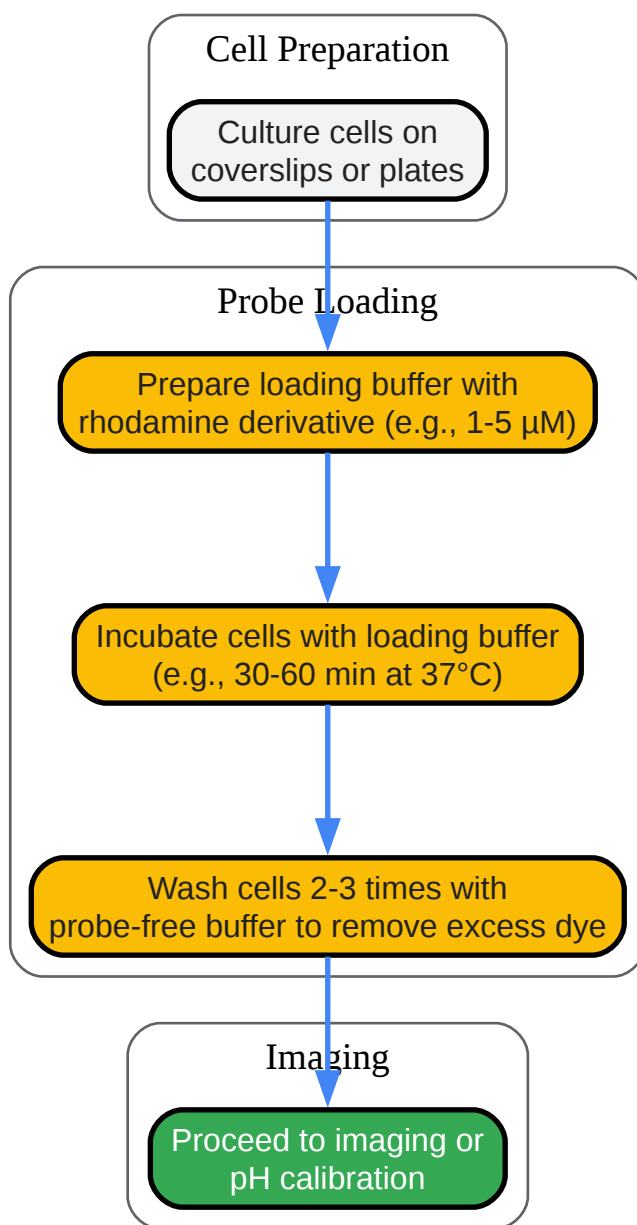 Cell Preparation
Culture cells on
coverslips or plates
Probe Loading
Prepare loading buffer with
rhodamine derivative (e.g., 1-5 µM)
Incubate cells with loading buffer
(e.g., 30-60 min at 37°C)
Wash cells 2-3 times with
probe-free buffer to remove excess dye
Imaging
Proceed to imaging or
pH calibration